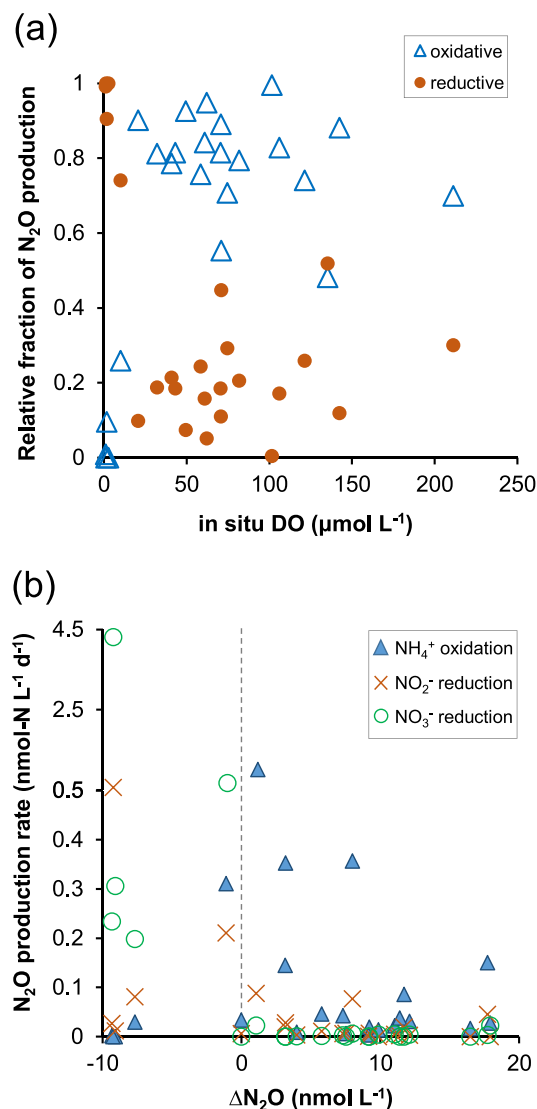 (a)
oxidative
reductive
Relative fraction of N₂O production
1
0.8
0.6
0.4
0.2
0
0 50 100 150 200 250
in situ DO (µmol L⁻¹)
(b)
NH₄⁺ oxidation
NO₂⁻ reduction
NO₃⁻ reduction
N₂O production rate (nmol-N L⁻¹ d⁻¹)
4.5
2.5
0.5
0.4
0.3
0.2
0.1
0
-10 0 10 20
ΔN₂O (nmol L⁻¹)